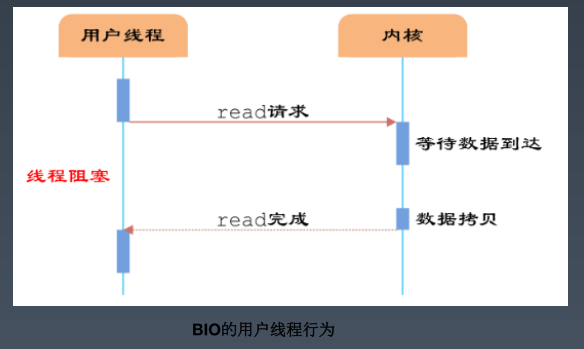 用户线程
内核
read请求
等待数据到达
线程阻塞
read完成
数据拷贝
BIO的用户线程行为